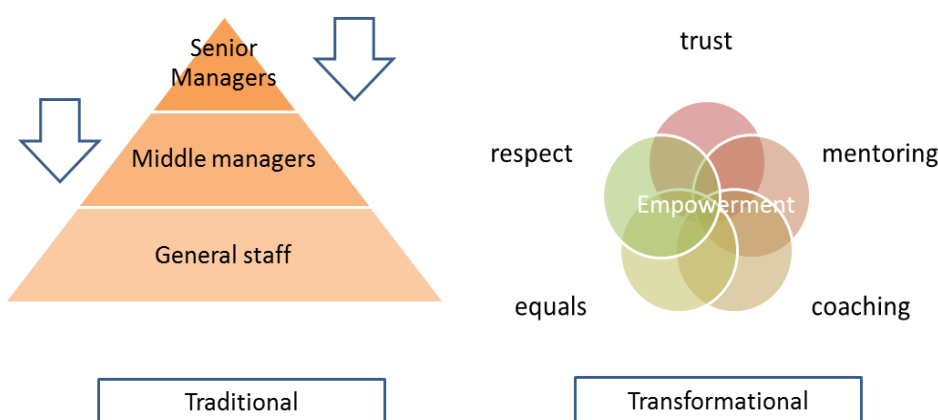 Senior
Managers
Middle managers
General staff
Traditional
trust
respect
mentoring
Empowerment
equals
coaching
Transformational